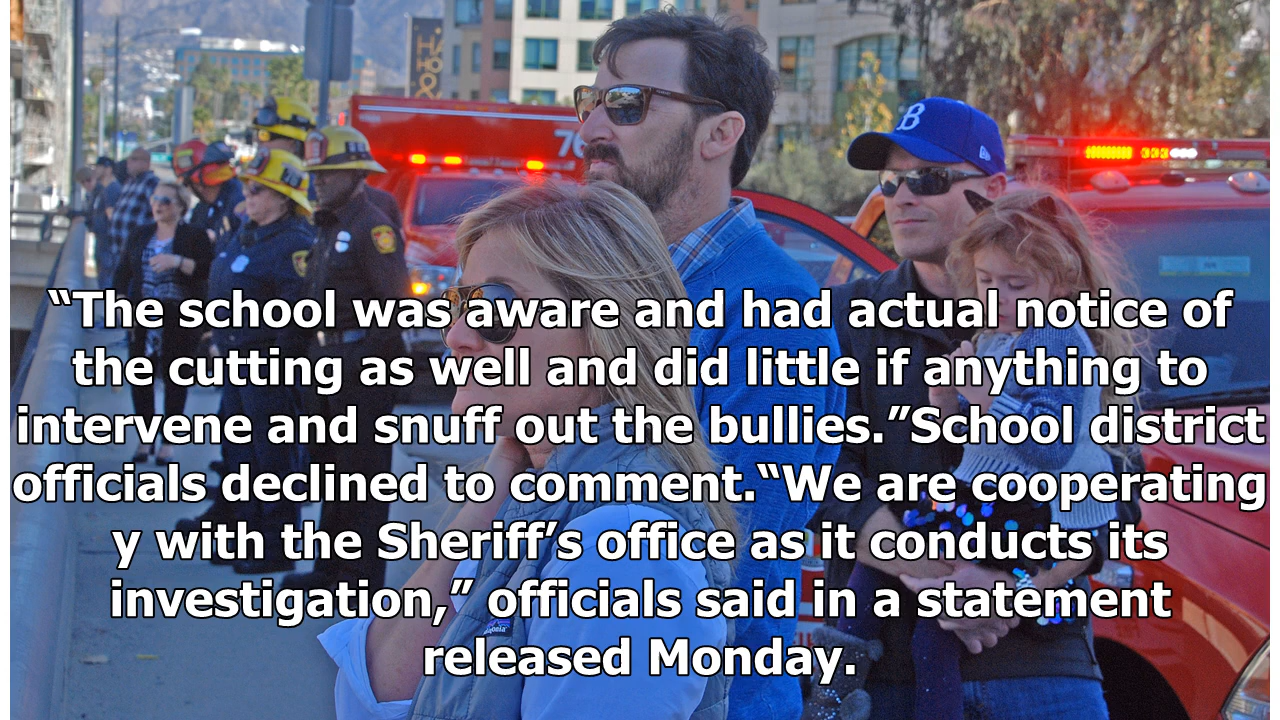 “The school was aware and had actual notice of
the cutting as well and did little if anything to
intervene and snuff out the bullies.”School district
officials declined to comment.“We are cooperating
y with the Sheriff’s office as it conducts its
investigation,” officials said in a statement
released Monday.
76
B